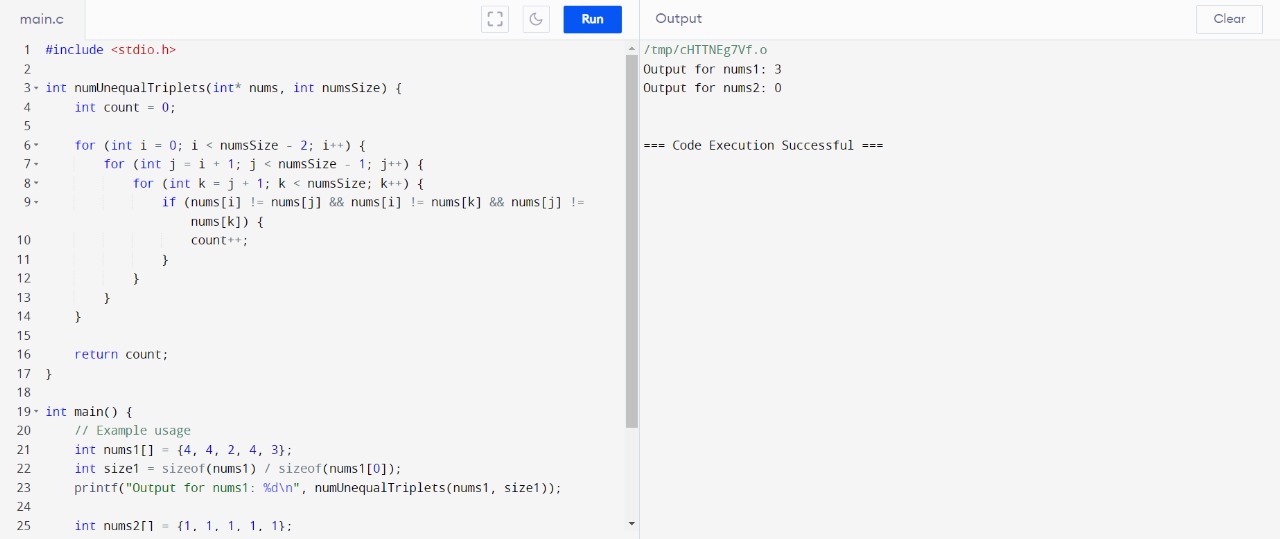 main.c
Run
Output
Clear
1 #include <stdio.h>
2
3 int numUnequalTriplets(int* nums, int numsSize) {
4     int count = 0;
5
6     for (int i = 0; i < numsSize - 2; i++) {
7         for (int j = i + 1; j < numsSize - 1; j++) {
8             for (int k = j + 1; k < numsSize; k++) {
9                 if (nums[i] != nums[j] && nums[i] != nums[k] && nums[j] !=
                    nums[k]) {
10                    count++;
11                }
12            }
13        }
14    }
15
16    return count;
17 }
18
19 int main() {
20    // Example usage
21    int nums1[] = {4, 4, 2, 4, 3};
22    int size1 = sizeof(nums1) / sizeof(nums1[0]);
23    printf("Output for nums1: %d\n", numUnequalTriplets(nums1, size1));
24
25    int nums2[] = {1, 1, 1, 1, 1};
/tmp/cHTTNEg7Vf.o
Output for nums1: 3
Output for nums2: 0
=== Code Execution Successful ===